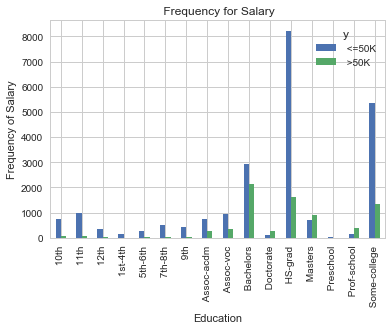 Frequency for Salary
Frequency of Salary
8000
7000
6000
5000
4000
3000
2000
1000
0
y
<=50K
>50K
10th
11th
12th
1st-4th
5th-6th
7th-8th
9th
Assoc-acdm
Assoc-voc
Bachelors
Doctorate
HS-grad
Masters
Preschool
Prof-school
Some-college
Education